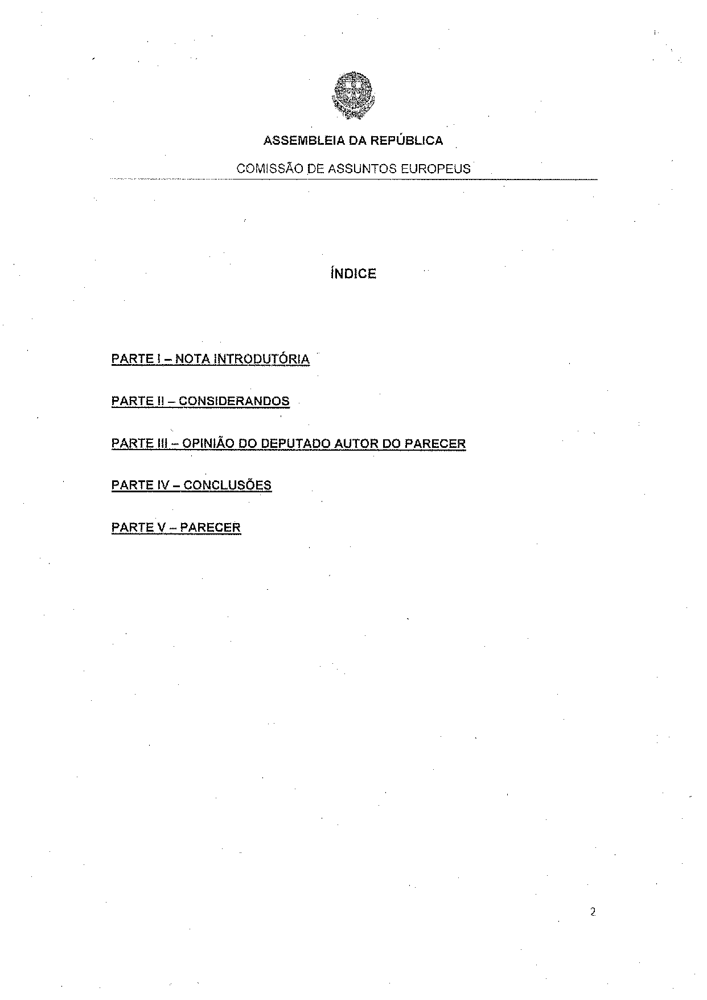 ASSEMBLEIA DA REPÚBLICA
COMISSÃO DE ASSUNTOS EUROPEUS
ÍNDICE
PARTE I – NOTA INTRODUTÓRIA
PARTE II – CONSIDERANDOS
PARTE III – OPINIÃO DO DEPUTADO AUTOR DO PARECER
PARTE IV – CONCLUSÕES
PARTE V – PARECER
2